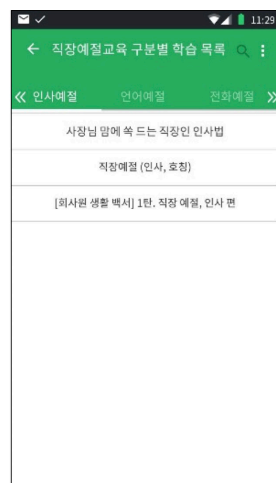 11:29
직장예절교육 구분별 학습 목록
인사예절 언어예절 전화예절
사장님 맘에 쏙 드는 직장인 인사법
직장예절 (인사, 호칭)
[회사원 생활 백서] 1탄. 직장 예절, 인사 편